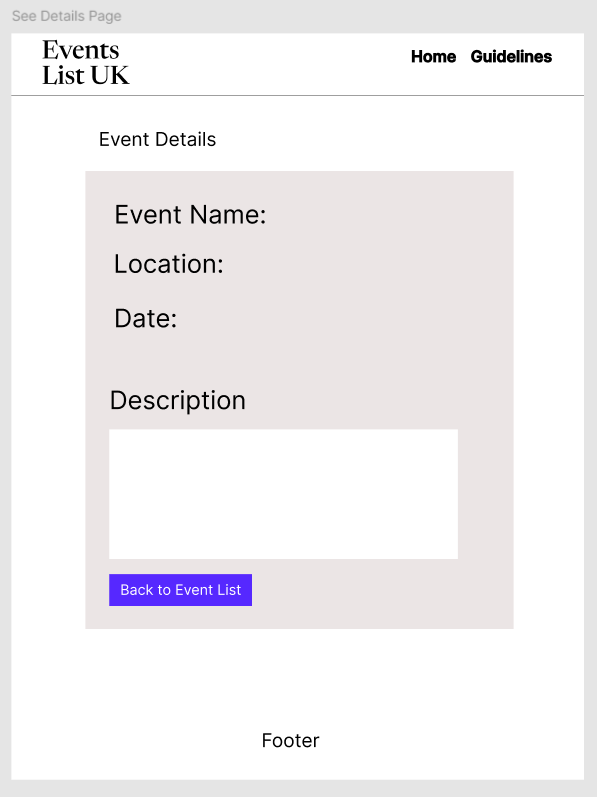 See Details Page
Events
List UK
Home Guidelines
Event Details
Event Name:
Location:
Date:
Description
Back to Event List
Footer